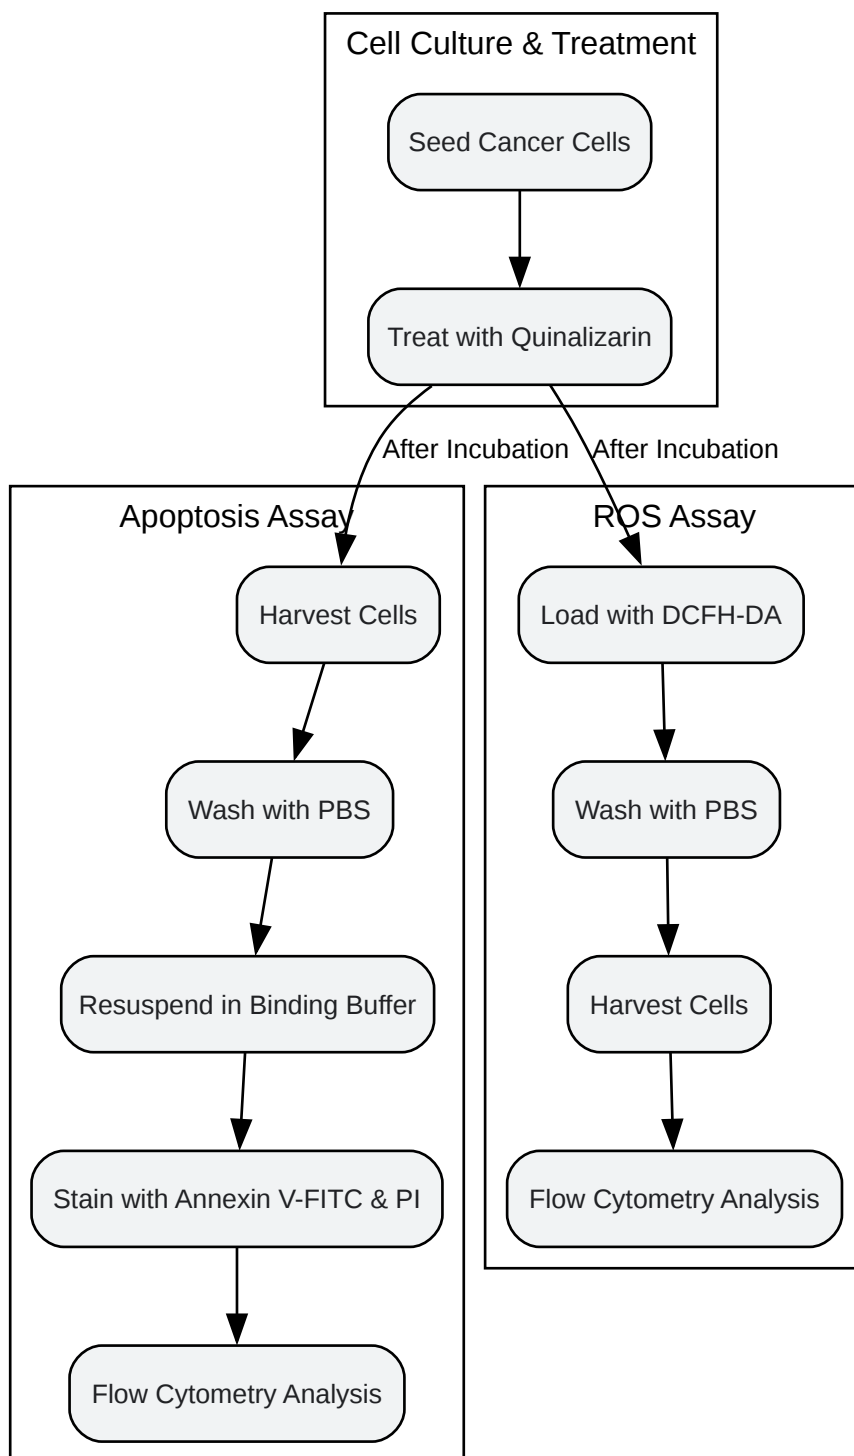 Cell Culture & Treatment
Seed Cancer Cells
Treat with Quinalizarin
After Incubation
After Incubation
Apoptosis Assay
Harvest Cells
Wash with PBS
Resuspend in Binding Buffer
Stain with Annexin V-FITC & PI
Flow Cytometry Analysis
ROS Assay
Load with DCFH-DA
Wash with PBS
Harvest Cells
Flow Cytometry Analysis